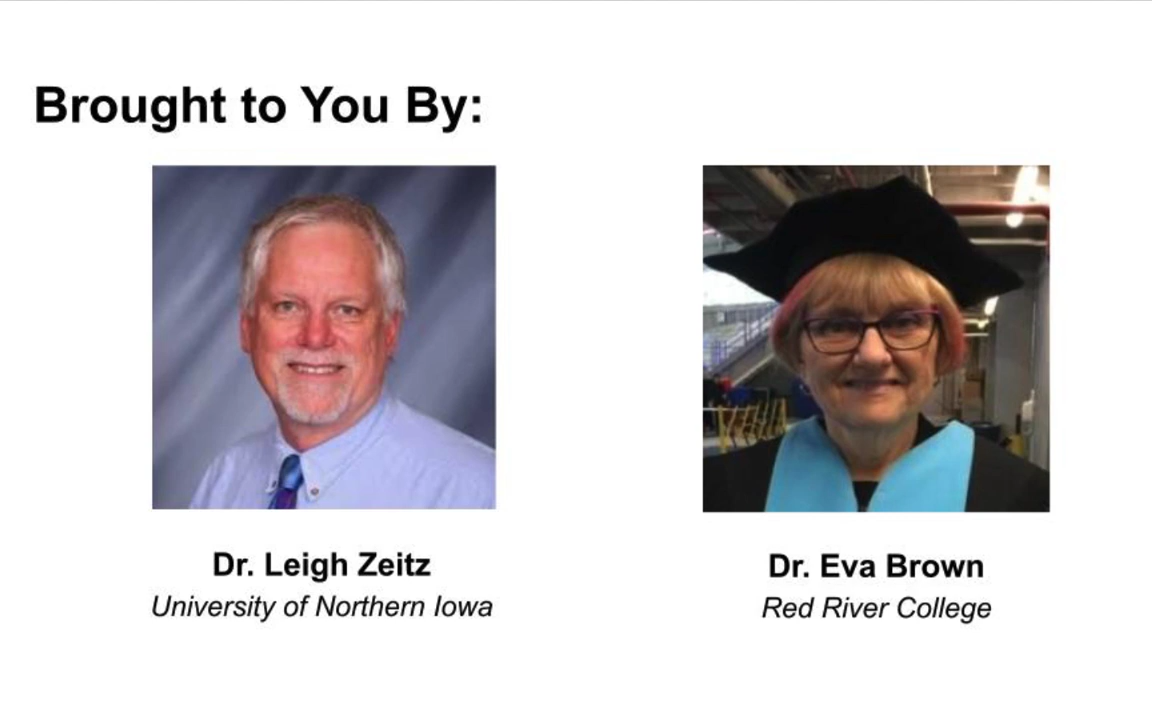 Brought to You By:
Dr. Leigh Zeitz
University of Northern Iowa
Dr. Eva Brown
Red River College